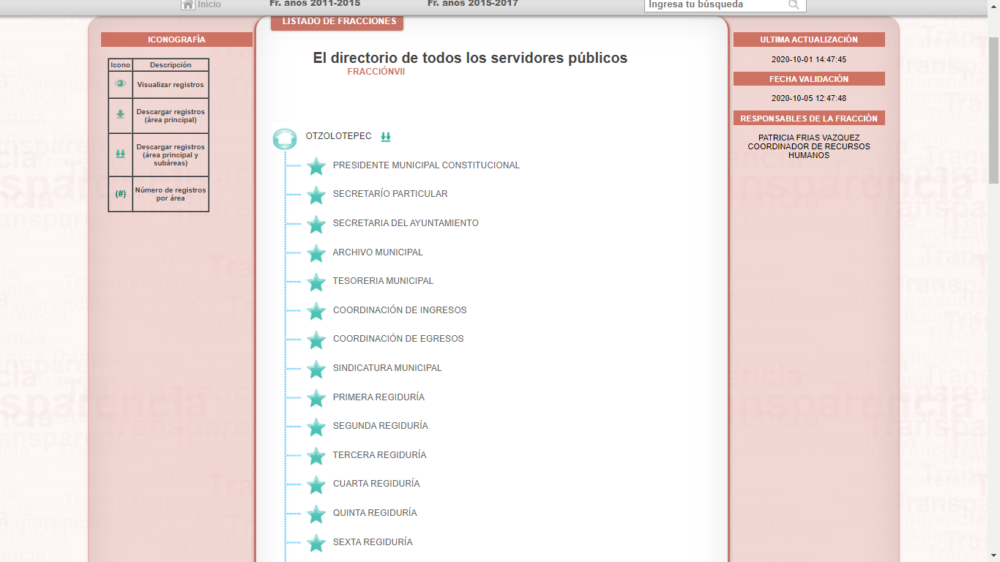 Inicio
Fr. años 2011-2015
Fr. años 2015-2017
Ingresa tu búsqueda
LISTADO DE FRACCIONES
ICONOGRAFÍA
Icono Descripción
Visualizar registros
Descargar registros
(área principal)
Descargar registros
(área principal y
subáreas)
(#) Número de registros
por área
El directorio de todos los servidores públicos
FRACCIÓNVII
OTZOLOTEPEC
PRESIDENTE MUNICIPAL CONSTITUCIONAL
SECRETARÍO PARTICULAR
SECRETARIA DEL AYUNTAMIENTO
ARCHIVO MUNICIPAL
TESORERIA MUNICIPAL
COORDINACIÓN DE INGRESOS
COORDINACIÓN DE EGRESOS
SINDICATURA MUNICIPAL
PRIMERA REGIDURÍA
SEGUNDA REGIDURÍA
TERCERA REGIDURÍA
CUARTA REGIDURÍA
QUINTA REGIDURÍA
SEXTA REGIDURÍA
ULTIMA ACTUALIZACIÓN
2020-10-01 14:47:45
FECHA VALIDACIÓN
2020-10-05 12:47:48
RESPONSABLES DE LA FRACCIÓN
PATRICIA FRIAS VAZQUEZ
COORDINADOR DE RECURSOS
HUMANOS